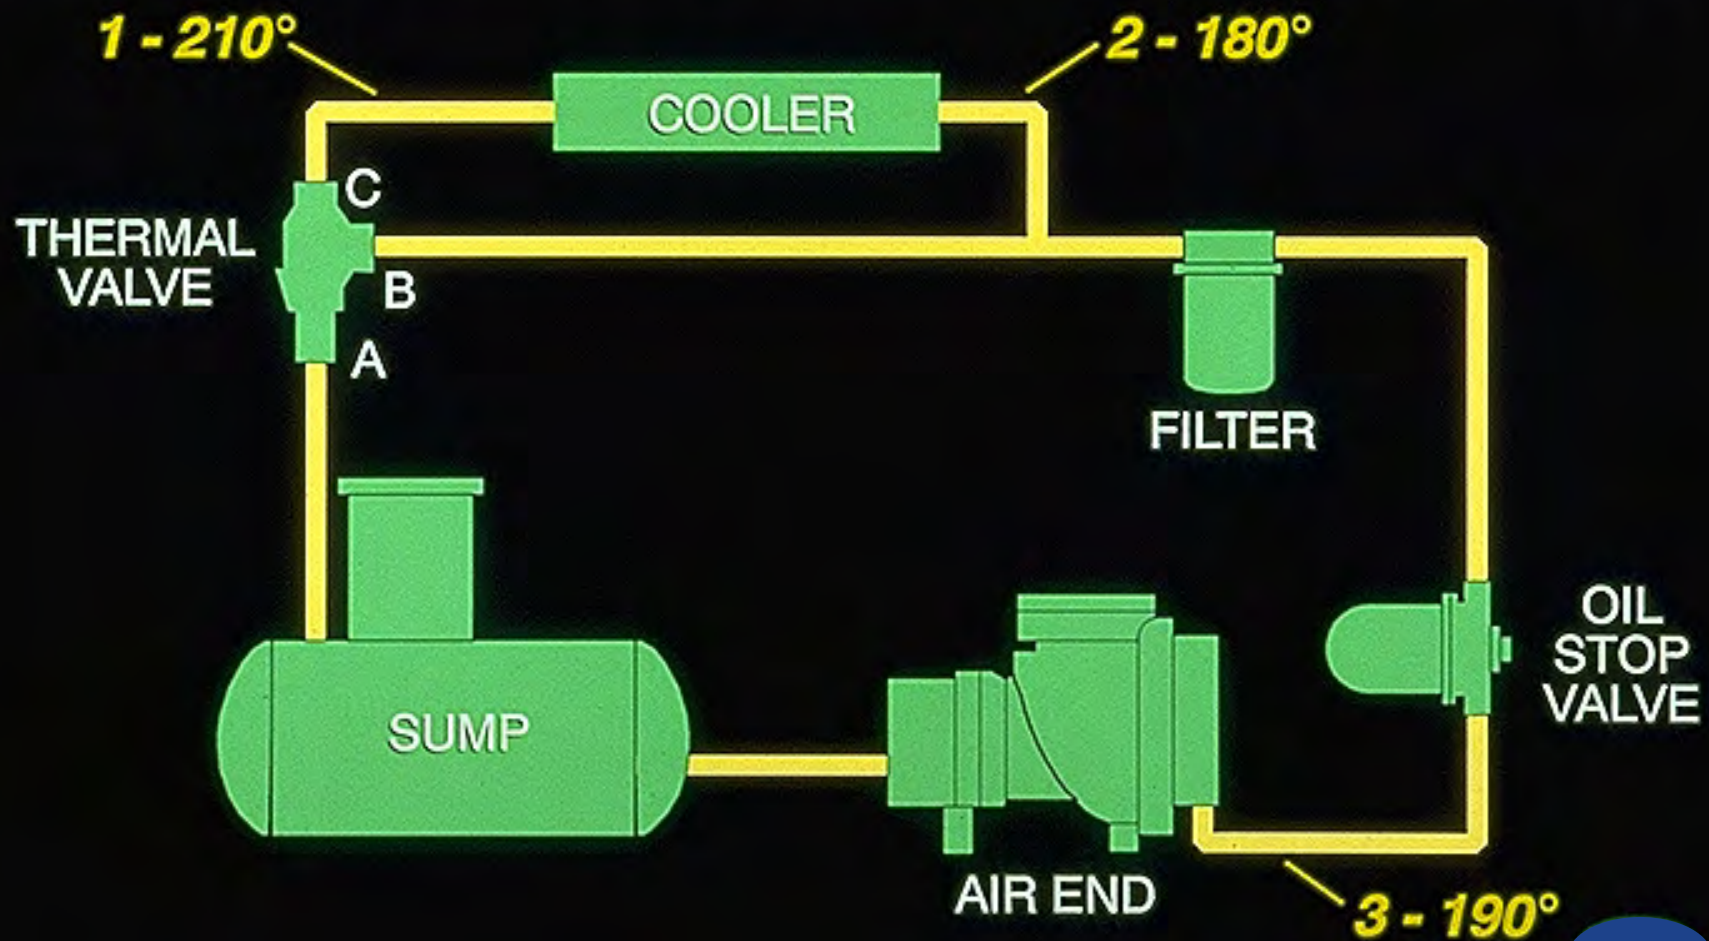 1 - 210°
2 - 180°
COOLER
C
THERMAL
VALVE
B
A
FILTER
OIL
STOP
VALVE
SUMP
AIR END
3 - 190°